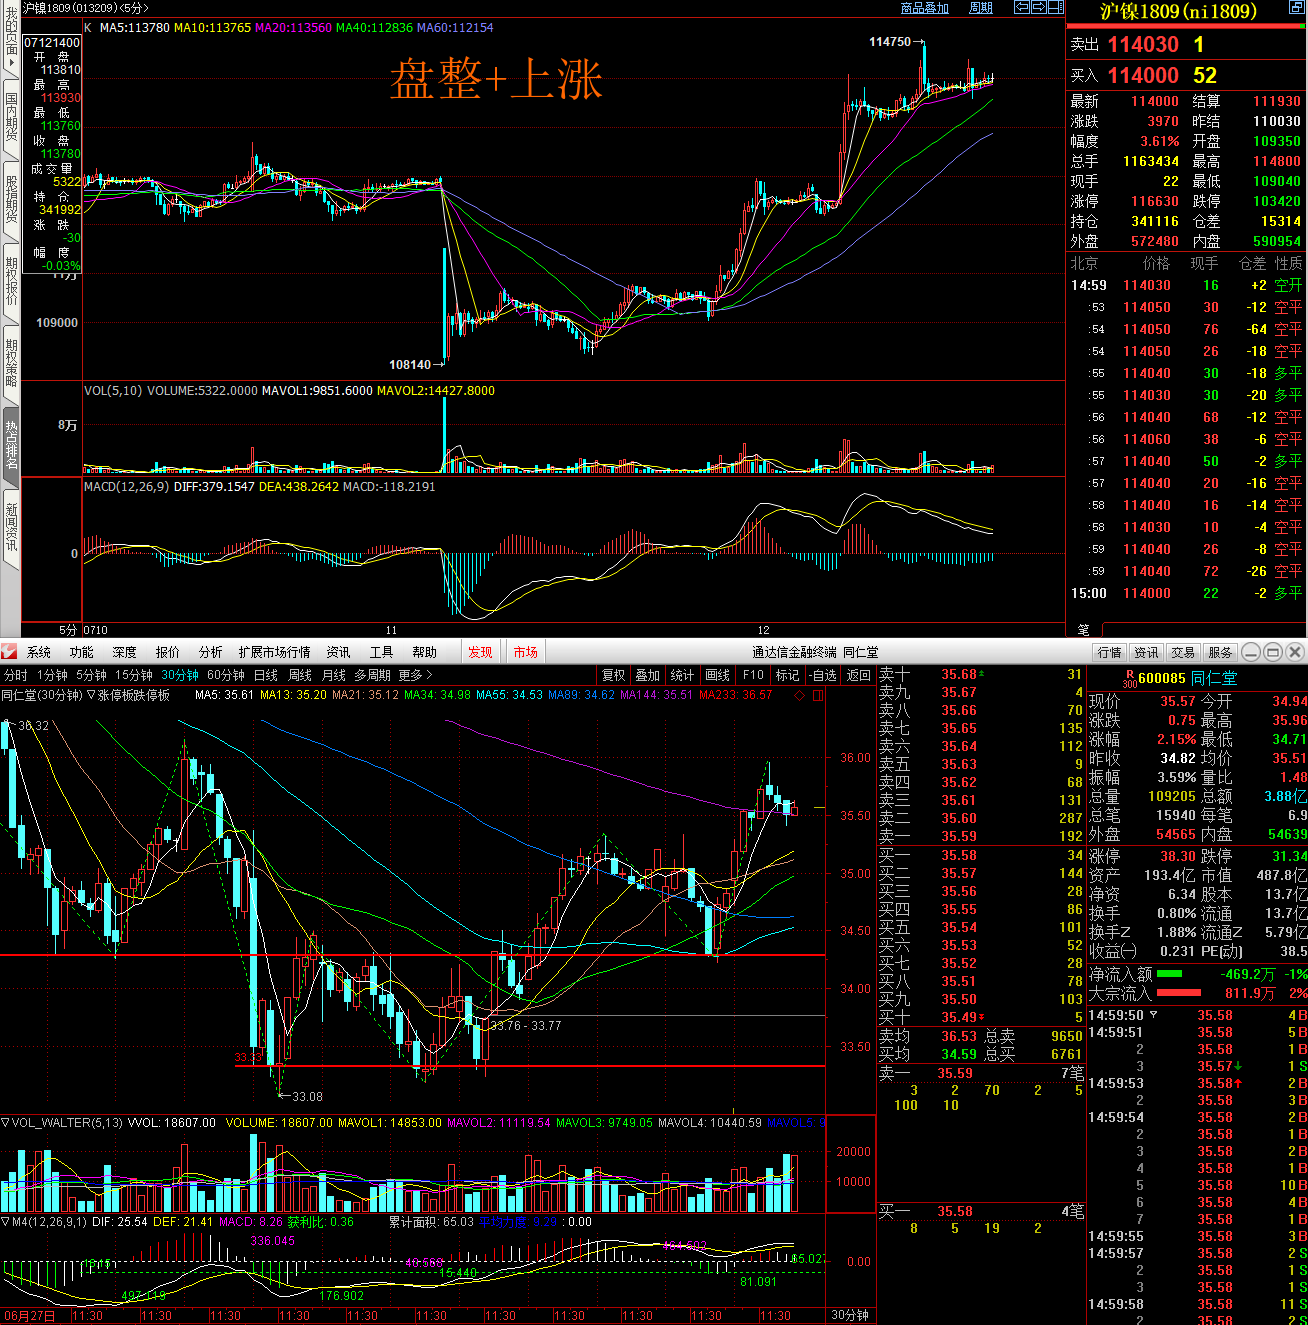 沪镍1809(013209)<5分>
商品叠加 周期
K MA5:113780 MA10:113765 MA20:113560 MA40:112836 MA60:112154
我的页面
国内期货
股指期货
期权报价
期权策略
热点排名
新闻资讯
07121400
开 盘
113810
最 高
113930
最 低
113760
收 盘
113780
成交量
5322
持 仓
341992
涨 跌
-30
幅 度
-0.03%
盘整+上涨
114750→
109000
108140→
VOL(5,10) VOLUME:5322.0000 MAVOL1:9851.6000 MAVOL2:14427.8000
8万
MACD(12,26,9) DIFF:379.1547 DEA:438.2642 MACD:-118.2191
0
5分 0710 11 12
沪镍1809(ni1809)
卖出 114030 1
买入 114000 52
最新 114000 结算 111930
涨跌 3970 昨结 110030
幅度 3.61% 开盘 109350
总手 1163434 最高 114800
现手 22 最低 109040
涨停 116630 跌停 103420
持仓 341116 仓差 15314
外盘 572480 内盘 590954
北京 价格 现手 仓差 性质
14:59 114030 16 +2 空开
:53 114050 30 -12 空平
:54 114050 76 -64 空平
:54 114050 26 -18 空平
:55 114040 30 -18 多平
:55 114030 30 -20 多平
:56 114040 68 -12 空平
:56 114060 38 -6 空平
:57 114040 50 -2 多平
:57 114040 20 -16 空平
:58 114040 16 -14 空平
:58 114030 10 -4 空平
:59 114040 26 -8 空平
:59 114040 72 -26 空平
15:00 114000 22 -2 多平
笔
系统 功能 深度 报价 分析 扩展市场行情 资讯 工具 帮助 发现 市场 通达信金融终端 同仁堂 行情 资讯 交易 服务
分时 1分钟 5分钟 15分钟 30分钟 60分钟 日线 周线 月线 多周期 更多> 复权 叠加 统计 画线 F10 标记 -自选 返回
同仁堂(30分钟) ▽涨停板跌停板 MA5: 35.61 MA13: 35.20 MA21: 35.12 MA34: 34.98 MA55: 34.53 MA89: 34.62 MA144: 35.51 MA233: 36.57
36.32
36.00
35.50
35.00
34.50
34.00
33.50
33.76 - 33.77
33.33
←33.08
▽VOL_WALTER(5,13) VVOL: 18607.00 VOLUME: 18607.00 MAVOL1: 14853.00 MAVOL2: 11119.54 MAVOL3: 9749.05 MAVOL4: 10440.59 MAVOL5: 9
20000
10000
▽M4(12,26,9,1) DIF: 25.54 DEF: 21.41 MACD: 8.26 获利比: 0.36 累计面积: 65.03 平均力度: 9.29 : 0.00
336.045
497.119
176.902
15.440
81.091
65.027
0.00
06月27日 11:30 11:30 11:30 11:30 11:30 11:30 11:30 11:30 11:30 11:30 11:30 30分钟
卖十 35.68 31
卖九 35.67 4
卖八 35.66 70
卖七 35.65 135
卖六 35.64 112
卖五 35.63 9
卖四 35.62 68
卖三 35.61 131
卖二 35.60 287
卖一 35.59 192
买一 35.58 34
买二 35.57 144
买三 35.56 28
买四 35.55 86
买五 35.54 101
买六 35.53 52
买七 35.52 28
买八 35.51 78
买九 35.50 103
买十 35.49 5
卖均 36.53 总卖 9650
买均 34.59 总买 6761
卖一 35.59 7笔
3 2 70 2 5
100 10
买一 35.58 4笔
8 5 19 2
R
300 600085 同仁堂
现价 35.57 今开 34.94
涨跌 0.75 最高 35.96
涨幅 2.15% 最低 34.71
昨收 34.82 均价 35.51
振幅 3.59% 量比 1.48
总量 109205 总额 3.88亿
总笔 15940 每笔 6.9
外盘 54565 内盘 54639
涨停 38.30 跌停 31.34
资产 193.4亿 市值 487.8亿
净资 6.34 股本 13.7亿
换手 0.80% 流通 13.7亿
换手Z 1.88% 流通Z 5.79亿
收益㈠ 0.231 PE[动] 38.5
净流入额 -469.2万 -1%
大宗流入 811.9万 2%
14:59:50 35.58 4 B
14:59:51 35.58 5 B
2 35.58 1 B
3 35.57↓ 1 S
14:59:53 35.58↑ 2 B
2 35.58 3 B
14:59:54 35.58 2 B
2 35.58 1 B
3 35.58 2 B
4 35.58 1 B
5 35.58 10 B
6 35.58 4 B
7 35.58 1 B
14:59:55 35.58 3 B
14:59:57 35.58 2 S
2 35.58 1 S
3 35.58 1 S
14:59:58 35.58 11 S
2 35.58 2 S